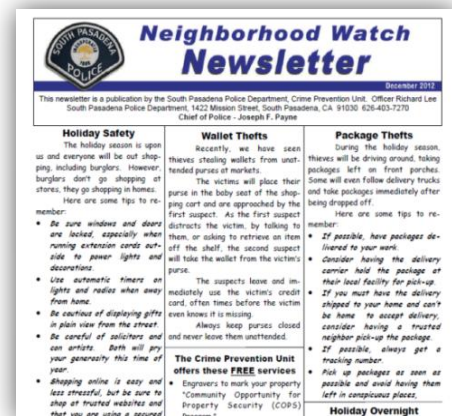 SOUTH PASADENA
POLICE
Neighborhood Watch
Newsletter
December 2012
This newsletter is a publication by the South Pasadena Police Department, Crime Prevention Unit. Officer Richard Lee
South Pasadena Police Department, 1422 Mission Street, South Pasadena, CA 91030 626-403-7270
Chief of Police - Joseph F. Payne
Holiday Safety
The holiday season is upon
us and everyone will be out shop-
ping, including burglars. However,
burglars don't go shopping at
stores, they go shopping in homes.
Here are some tips to re-
member:
• Be sure windows and doors
are locked, especially when
running extension cords out-
side to power lights and
decorations.
• Use automatic timers on
lights and radios when away
from home.
• Be cautious of displaying gifts
in plain view from the street.
• Be careful of solicitors and
con artists. Both will pry
your generosity this time of
year.
• Shopping online is easy and
less stressful, but be sure to
shop at trusted websites and
that you are using a secured
Wallet Thefts
Recently, we have seen
thieves stealing wallets from unat-
tended purses at markets.
The victims will place their
purse in the baby seat of the shop-
ping cart and are approached by the
first suspect. As the first suspect
distracts the victim, by talking to
them, or asking to retrieve an item
off the shelf, the second suspect
will take the wallet from the victim's
purse.
The suspects leave and im-
mediately use the victim's credit
card, often times before the victim
even knows it is missing.
Always keep purses closed
and never leave them unattended.
The Crime Prevention Unit
offers these FREE services
• Engravers to mark your property
"Community Opportunity for
Property Security (COPS)
Program"
Package Thefts
During the holiday season,
thieves will be driving around, taking
packages left on front porches.
Some will even follow delivery trucks
and take packages immediately after
being dropped off.
Here are some tips to re-
member:
• If possible, have packages de-
livered to your work.
• Consider having the delivery
carrier hold the package at
their local facility for pick-up.
• If you must have the delivery
shipped to your home and can't
be home to accept delivery,
consider having a trusted
neighbor pick-up the package.
• If possible, always get a
tracking number.
• Pick up packages as soon as
possible and avoid having them
left in conspicuous places,
Holiday Overnight